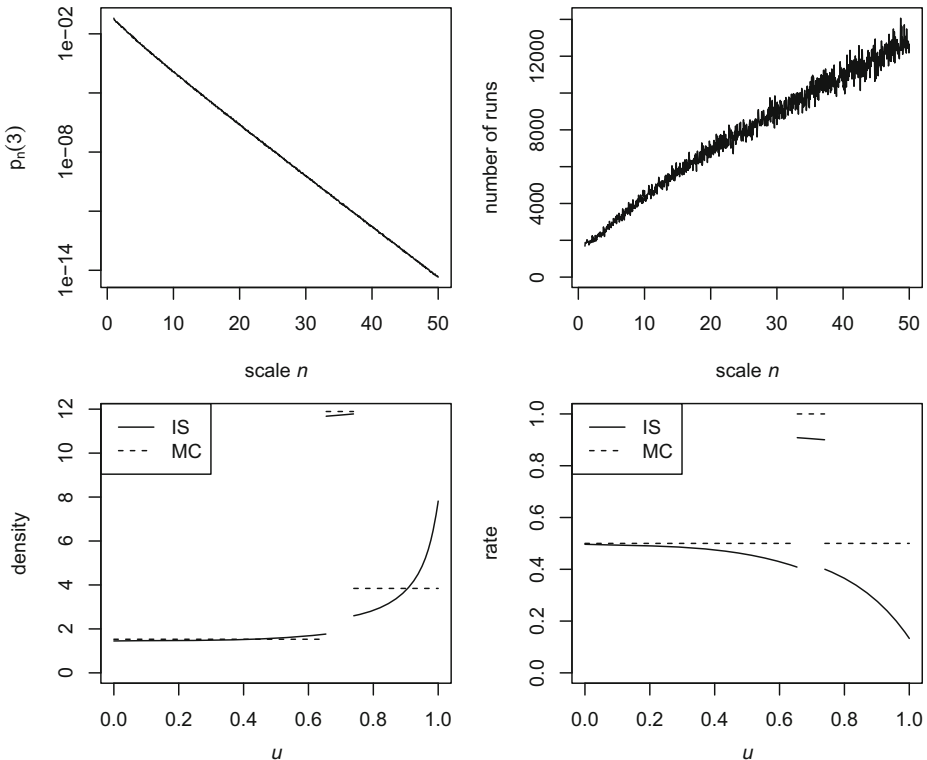 pn(3)
1e−02
1e−08
1e−14
0 10 20 30 40 50
scale n
number of runs
12000
8000
4000
0
0 10 20 30 40 50
scale n
density
12
10
8
6
4
2
0
IS
MC
0.0 0.2 0.4 0.6 0.8 1.0
u
rate
1.0
0.8
0.6
0.4
0.2
0.0
IS
MC
0.0 0.2 0.4 0.6 0.8 1.0
u